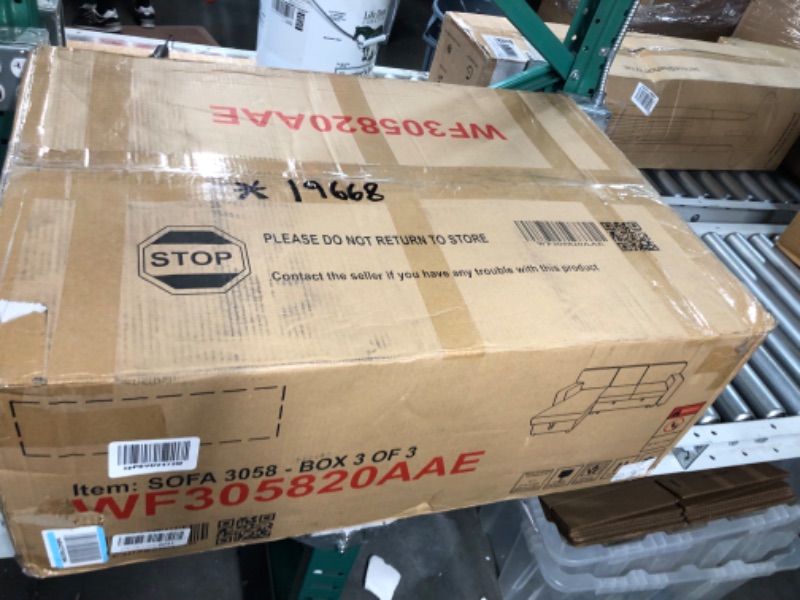 WF305820AAE
* 19668
STOP
PLEASE DO NOT RETURN TO STORE
Contact the seller if you have any trouble with this product
WF305820AAE
Item: SOFA 3058 - BOX 3 OF 3
WF305820AAE